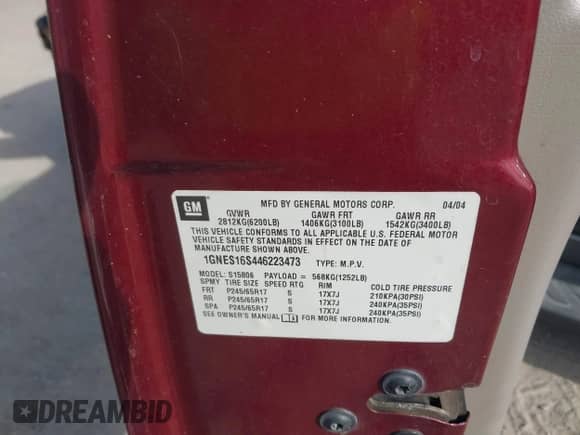 GM
MFD BY GENERAL MOTORS CORP. 04/04
GVWR GAWR FRT GAWR RR
2812KG(6200LB) 1406KG(3100LB) 1542KG(3400LB)
THIS VEHICLE CONFORMS TO ALL APPLICABLE U.S. FEDERAL MOTOR
VEHICLE SAFETY STANDARDS IN EFFECT ON THE DATE OF
MANUFACTURE SHOWN ABOVE.
1GNES16S446223473 TYPE: M.P.V.
MODEL: S15806 PAYLOAD = 568KG(1252LB)
SPMY TIRE SIZE SPEED RTG RIM COLD TIRE PRESSURE
FRT P245/65R17 S 17X7J 210KPA(30PSI)
RR P245/65R17 S 17X7J 240KPA(35PSI)
SPA P245/65R17 S 17X7J 240KPA(35PSI)
SEE OWNER'S MANUAL FOR MORE INFORMATION.
DREAMBID